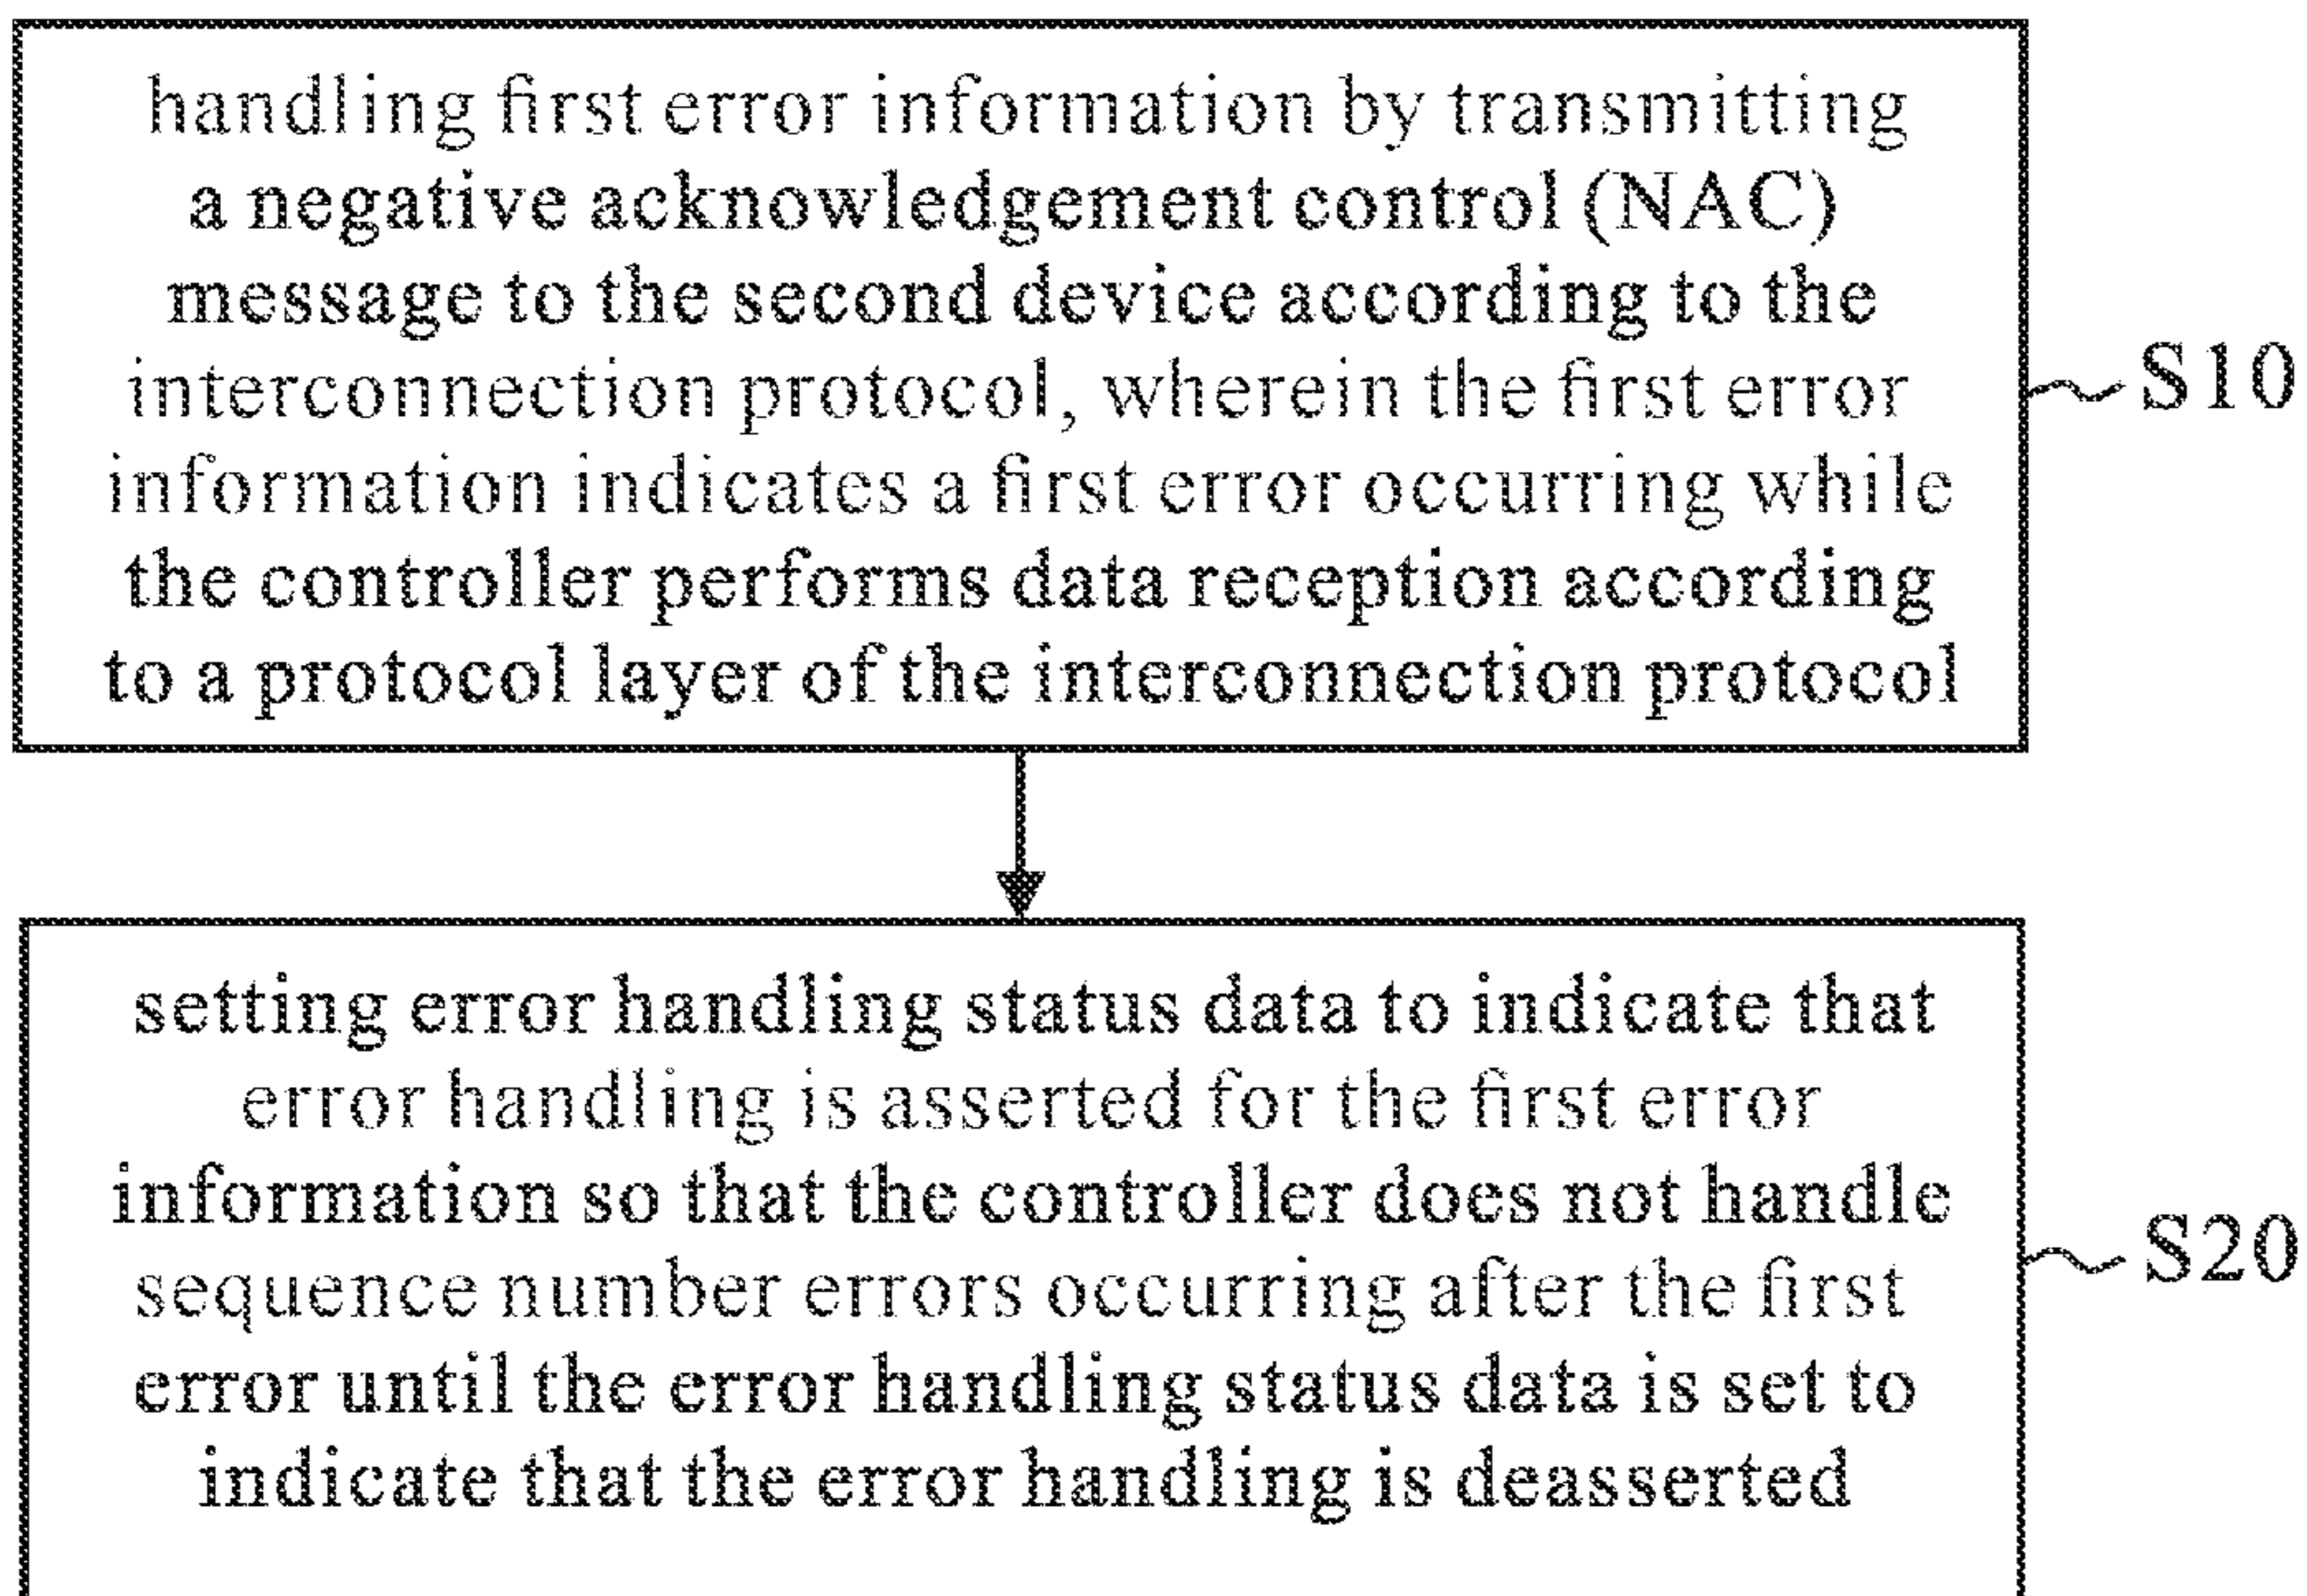 handling first error information by transmitting
a negative acknowledgement control (NAC)
message to the second device according to the
interconnection protocol, wherein the first error
information indicates a first error occurring while
the controller performs data reception according
to a protocol layer of the interconnection protocol
S10
setting error handling status data to indicate that
error handling is asserted for the first error
information so that the controller does not handle
sequence number errors occurring after the first
error until the error handling status data is set to
indicate that the error handling is deasserted
S20